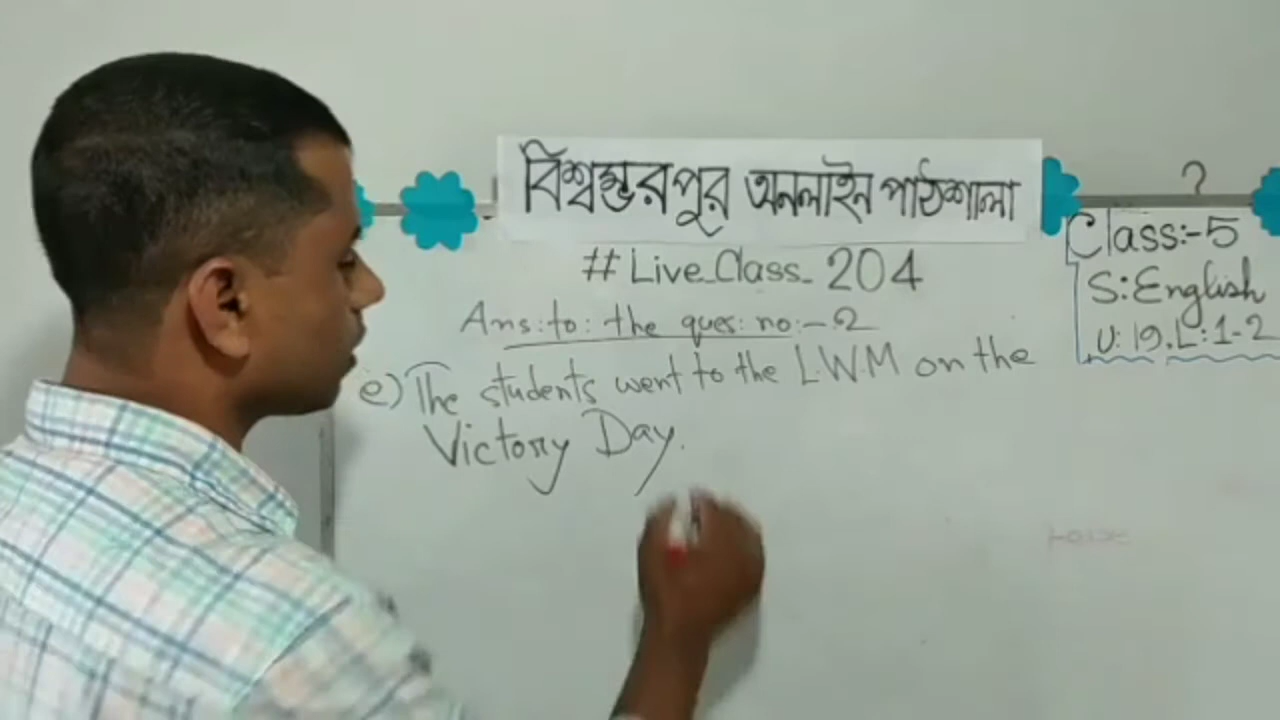 বিশ্বম্ভরপুর অনলাইন পাঠশালা
# Live_Class_ 204
Class:-5
S: English
U: 19. L: 1-2
Ans: to: the ques: no:- 2
e) The students went to the L.W.M on the
Victory Day.